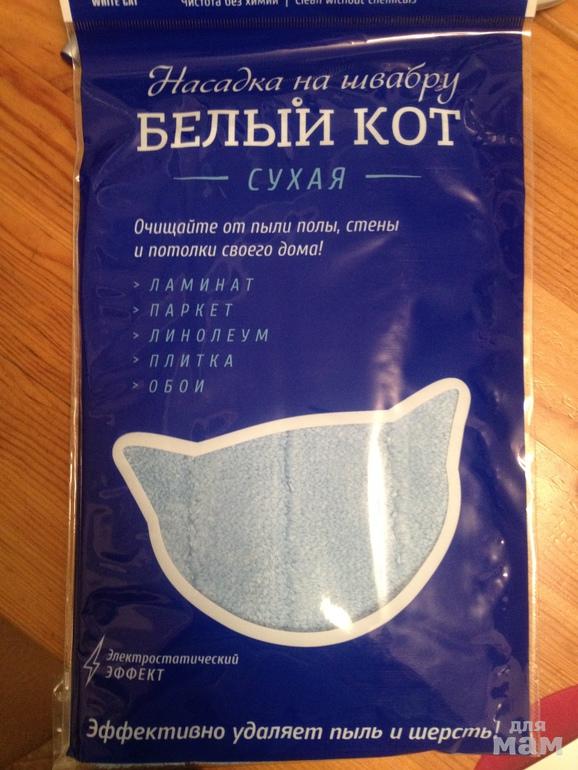 WHITE CAT Чистота без химии | Clean without chemicals
Насадка на швабру
БЕЛЫЙ КОТ
СУХАЯ
Очищайте от пыли полы, стены
и потолки своего дома!
> ЛАМИНАТ
> ПАРКЕТ
> ЛИНОЛЕУМ
> ПЛИТКА
> ОБОИ
Электростатический
ЭФФЕКТ
Эффективно удаляет пыль и шерсть!
для
мам